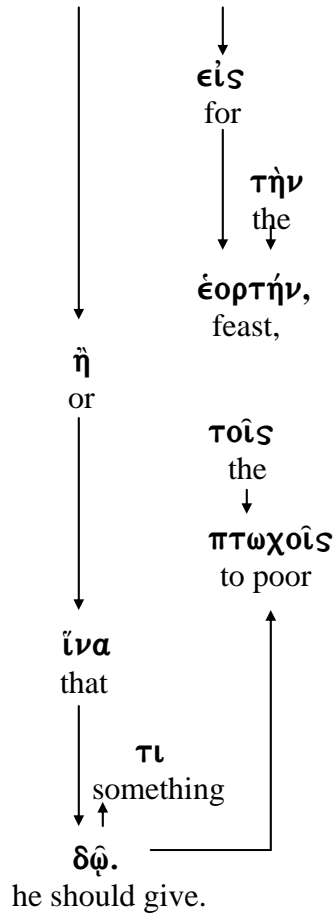 εἰς
for
τὴν
the
ἑορτήν,
feast,
ἢ
or
τοῖς
the
πτωχοῖς
to poor
ἵνα
that
τι
something
δῷ.
he should give.